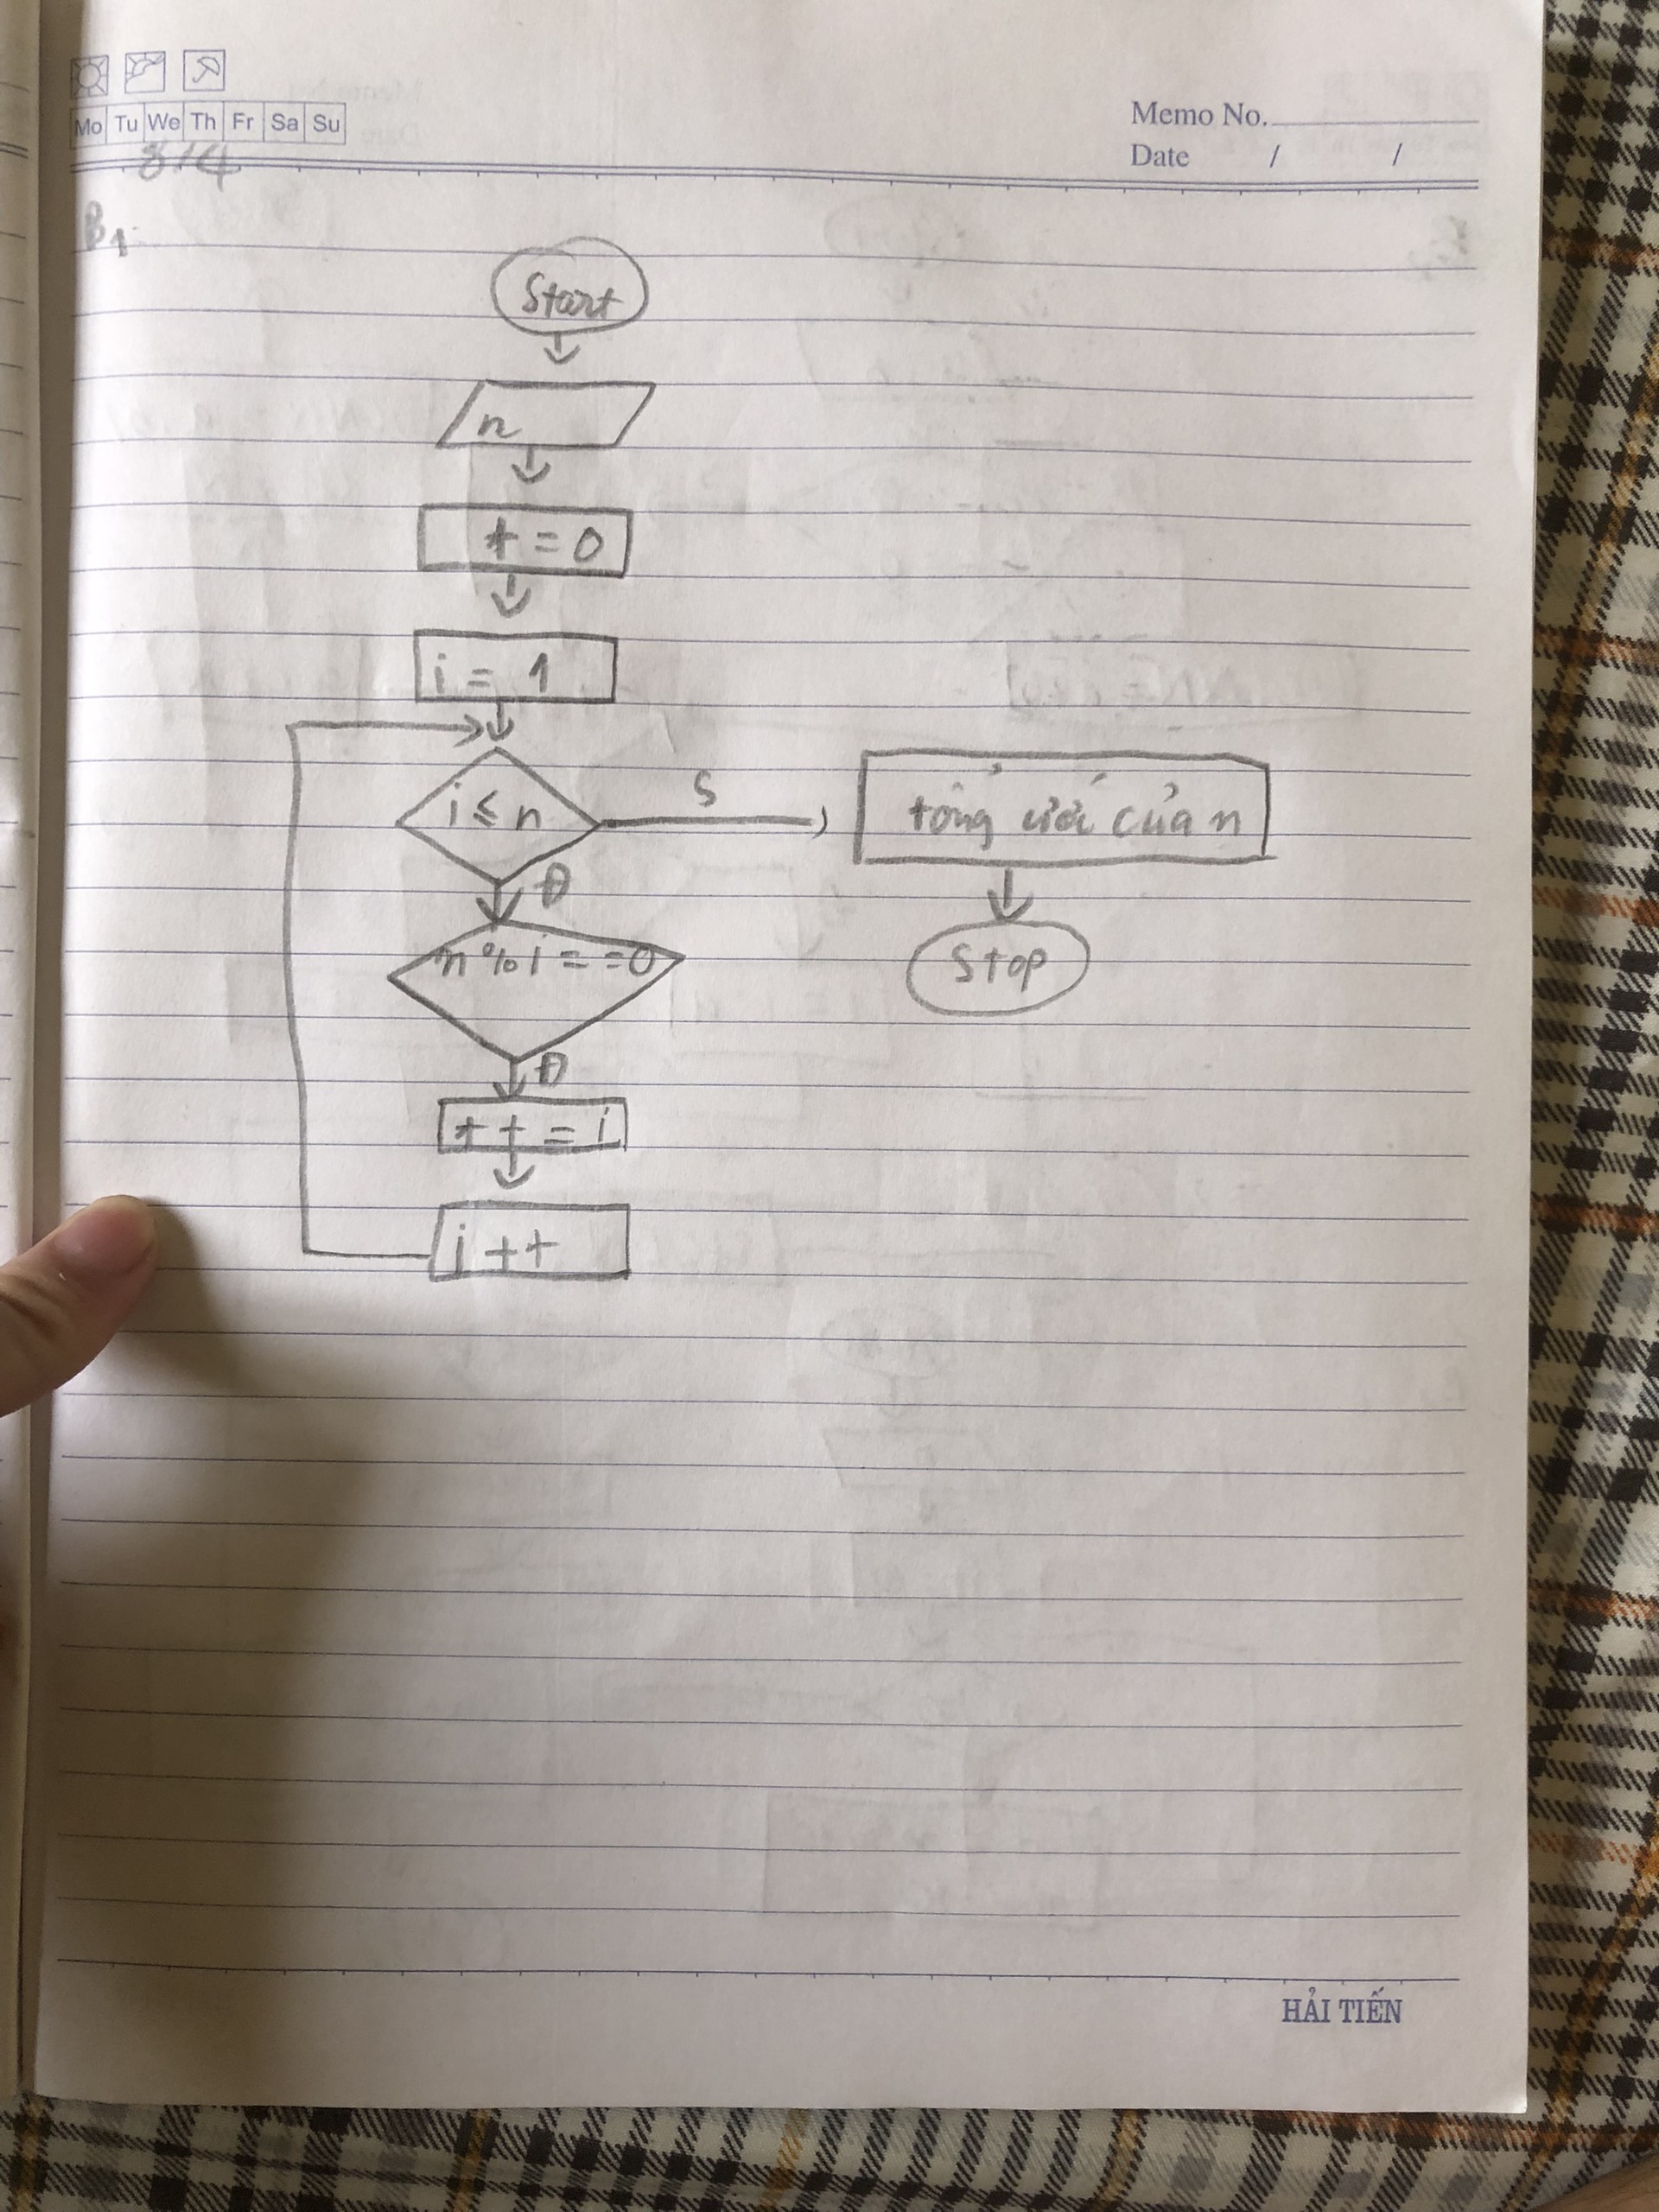 Mo Tu We Th Fr Sa Su
Memo No.
Date / /
8/4
B1
Start
n
t = 0
i = 1
i ≤ n
S
tổng ước của n
Đ
Stop
n % i = = 0
Đ
t + = i
i + +
HẢI TIẾN